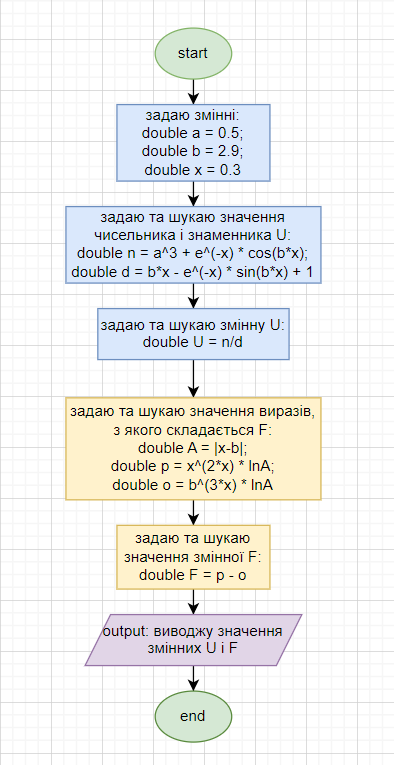 start
задаю змінні:
double a = 0.5;
double b = 2.9;
double x = 0.3
задаю та шукаю значення
чисельника і знаменника U:
double n = a^3 + e^(-x) * cos(b*x);
double d = b*x - e^(-x) * sin(b*x) + 1
задаю та шукаю змінну U:
double U = n/d
задаю та шукаю значення виразів,
з якого складається F:
double A = |x-b|;
double p = x^(2*x) * lnA;
double o = b^(3*x) * lnA
задаю та шукаю
значення змінної F:
double F = p - o
output: виводжу значення
змінних U і F
end